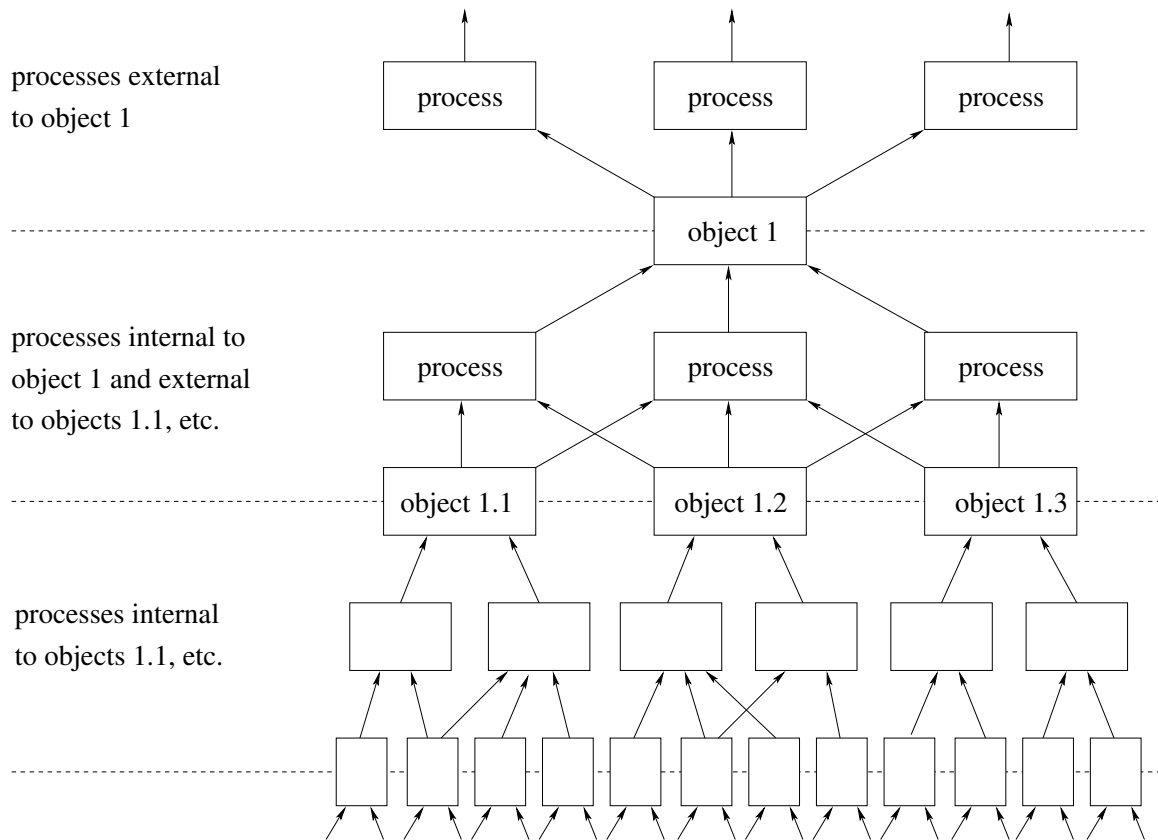 processes external
to object 1
process
process
process
object 1
processes internal to
object 1 and external
to objects 1.1, etc.
process
process
process
object 1.1
object 1.2
object 1.3
processes internal
to objects 1.1, etc.